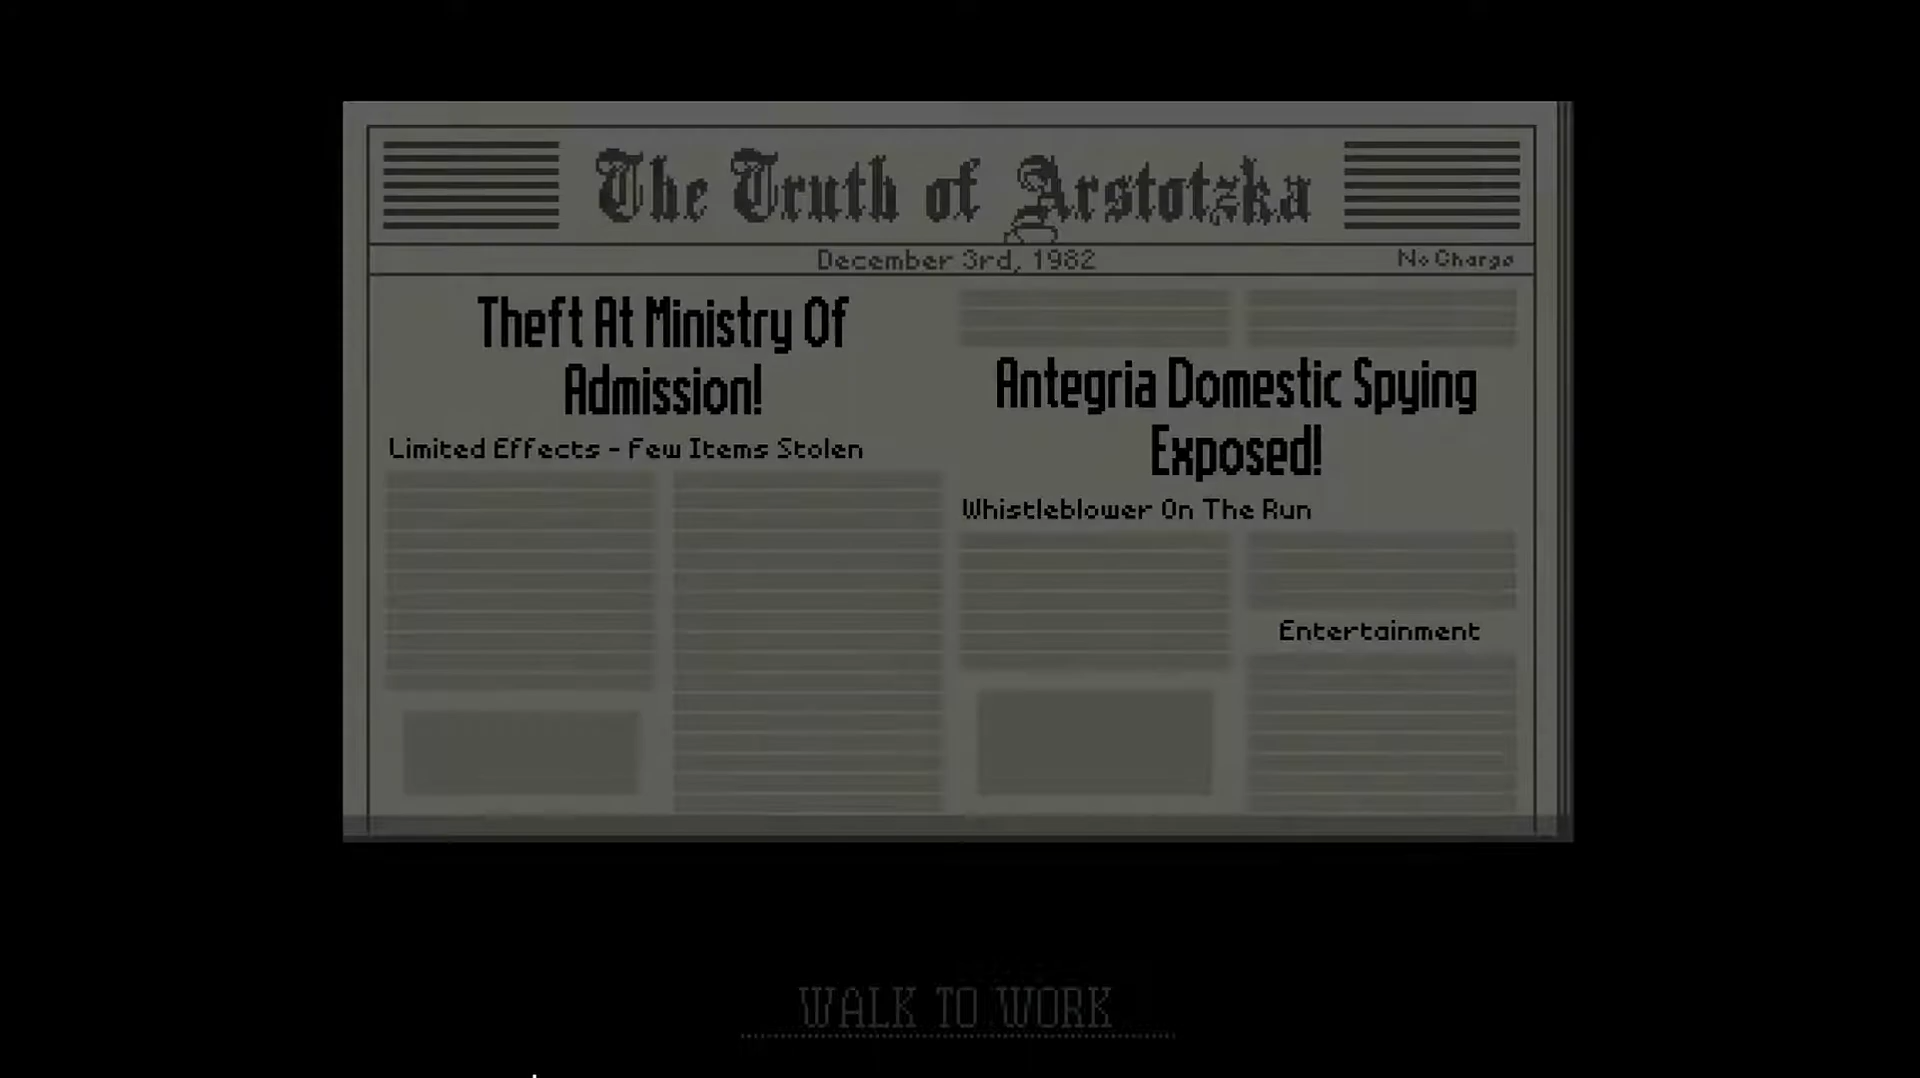 The Truth of Arstotzka
December 3rd, 1982
No Charge
Theft At Ministry Of
Admission!
Limited Effects - Few Items Stolen
Antegria Domestic Spying
Exposed!
Whistleblower On The Run
Entertainment
WALK TO WORK